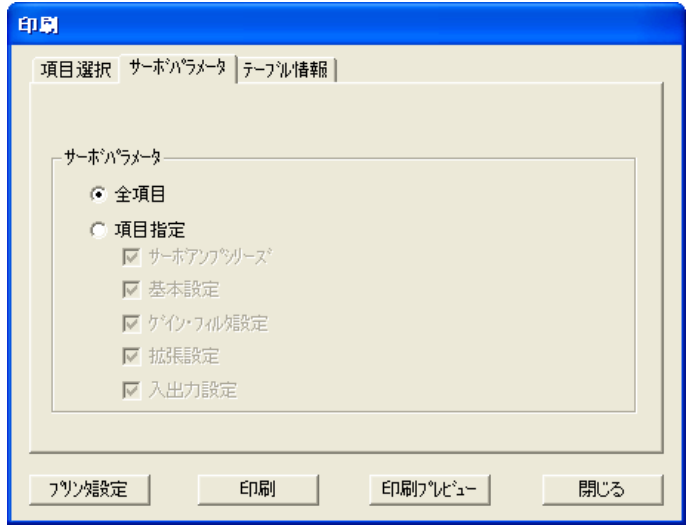 印刷
項目選択 ｻｰﾎﾞﾊﾟﾗﾒｰﾀ ﾃｰﾌﾞﾙ情報
ｻｰﾎﾞﾊﾟﾗﾒｰﾀ
全項目
項目指定
ｻｰﾎﾞｱﾝﾌﾟｼﾘｰｽﾞ
基本設定
ｹﾞｲﾝ･ﾌｨﾙﾀ設定
拡張設定
入出力設定
ﾌﾟﾘﾝﾀ設定 印刷 印刷ﾌﾟﾚﾋﾞｭｰ 閉じる